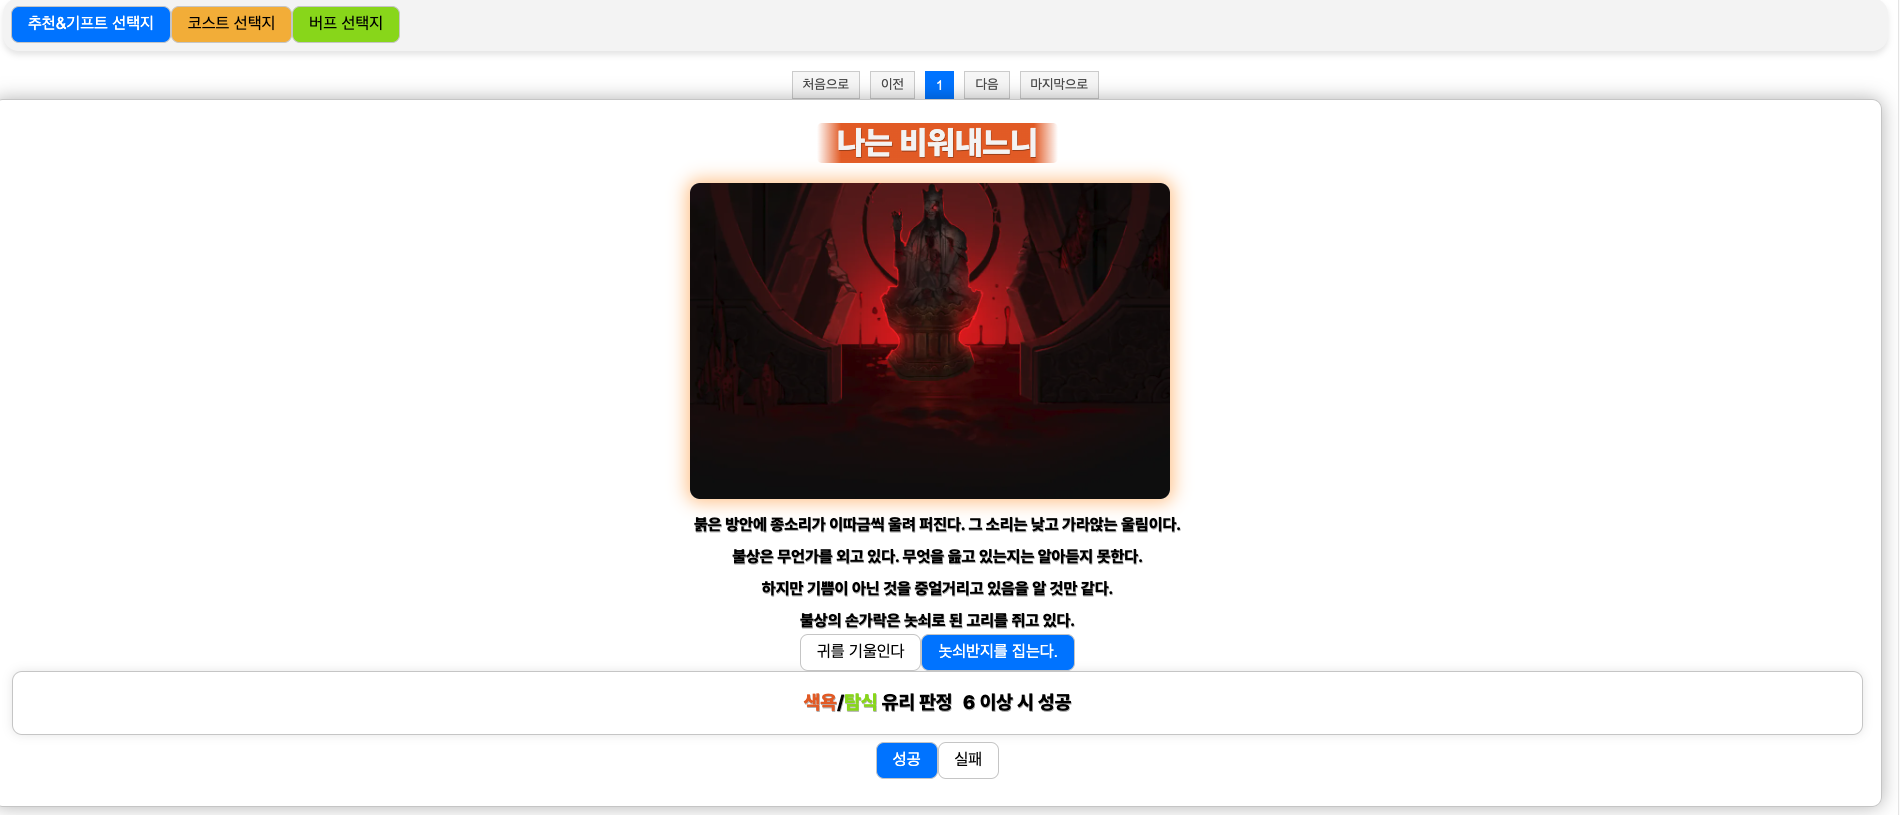 추천&기프트 선택지 코스트 선택지 버프 선택지
처음으로 이전 1 다음 마지막으로
나는 비워내느니
붉은 방안에 종소리가 이따금씩 울려 퍼진다. 그 소리는 낮고 가라앉는 울림이다.
불상은 무언가를 외고 있다. 무엇을 읊고 있는지는 알아듣지 못한다.
하지만 기쁨이 아닌 것을 중얼거리고 있음을 알 것만 같다.
불상의 손가락은 놋쇠로 된 고리를 쥐고 있다.
귀를 기울인다 놋쇠반지를 집는다.
색욕/탐식 유리 판정 6 이상 시 성공
성공 실패